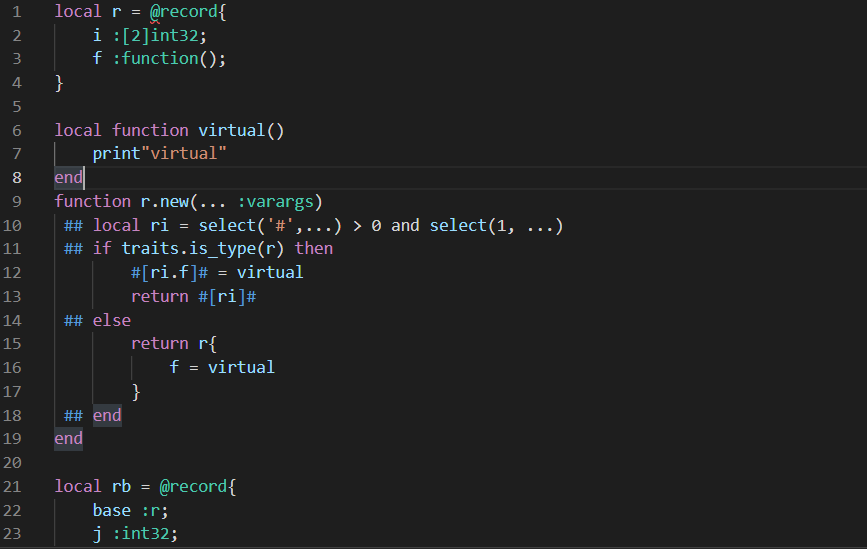 1 local r = @record{
2     i :[2]int32;
3     f :function();
4 }
5
6 local function virtual()
7     print"virtual"
8 end
9 function r.new(... :varargs)
10  ## local ri = select('#',...) > 0 and select(1, ...)
11  ## if traits.is_type(r) then
12         #[ri.f]# = virtual
13         return #[ri]#
14  ## else
15         return r{
16             f = virtual
17         }
18  ## end
19 end
20
21 local rb = @record{
22     base :r;
23     j :int32;